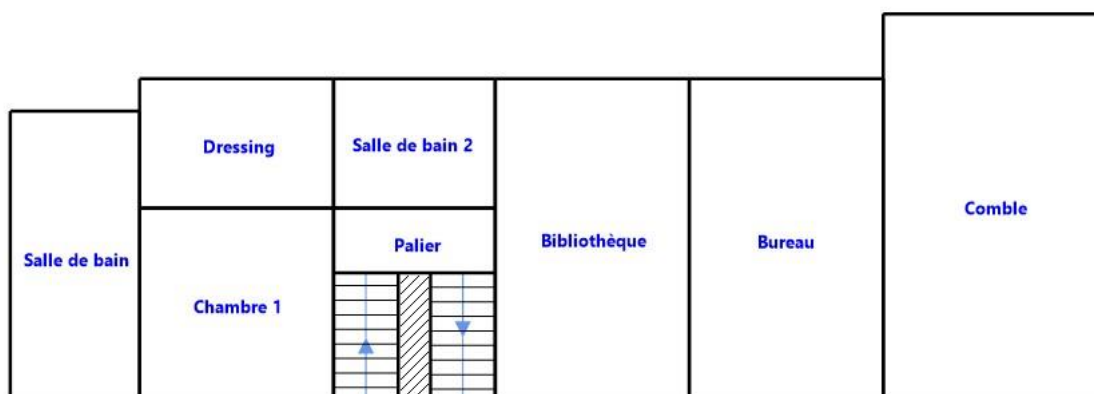 Dressing
Salle de bain 2
Comble
Palier
Bibliothèque
Bureau
Salle de bain
Chambre 1